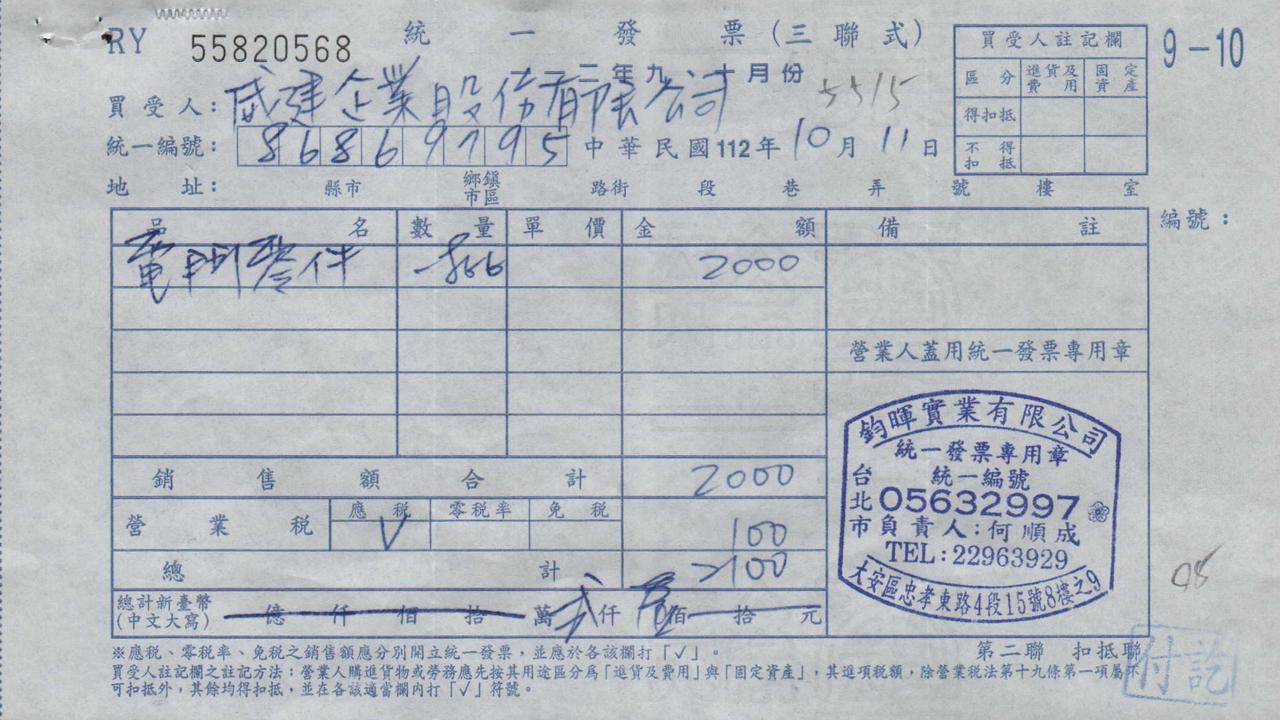 RY 55820568 統一發票(三聯式) 9-10
一二年九、十月份 5515
買受人:威建企業股份有限公司
統一編號:86869795 中華民國112年10月11日
地址: 縣市 鄉鎮市區 路街 段 巷 弄 號 樓 室
買受人註記欄
區分 進貨及費用 固定資產
得扣抵
不得扣抵
品名 數量 單價 金額 備註 編號:
電料零件 一批 2000
營業人蓋用統一發票專用章
銷售額合計 2000
營業稅 應稅 零稅率 免稅
V 100
總計 2100
總計新臺幣(中文大寫) 億仟佰拾萬貳仟壹佰拾元
鈞暉實業有限公司
統一發票專用章
統一編號
05632997
台北市負責人:何順成
TEL:22963929
大安區忠孝東路4段15號8樓之9
08
※應稅、零稅率、免稅之銷售額應分別開立統一發票,並應於各該欄打「✓」。
第二聯 扣抵聯
買受人註記欄之註記方法:營業人購進貨物或勞務應先按其用途區分為「進貨及費用」與「固定資產」,其進項稅額,除營業稅法第十九條第一項屬不
可扣抵外,其餘均得扣抵,並在各該適當欄內打「✓」符號。
付訖